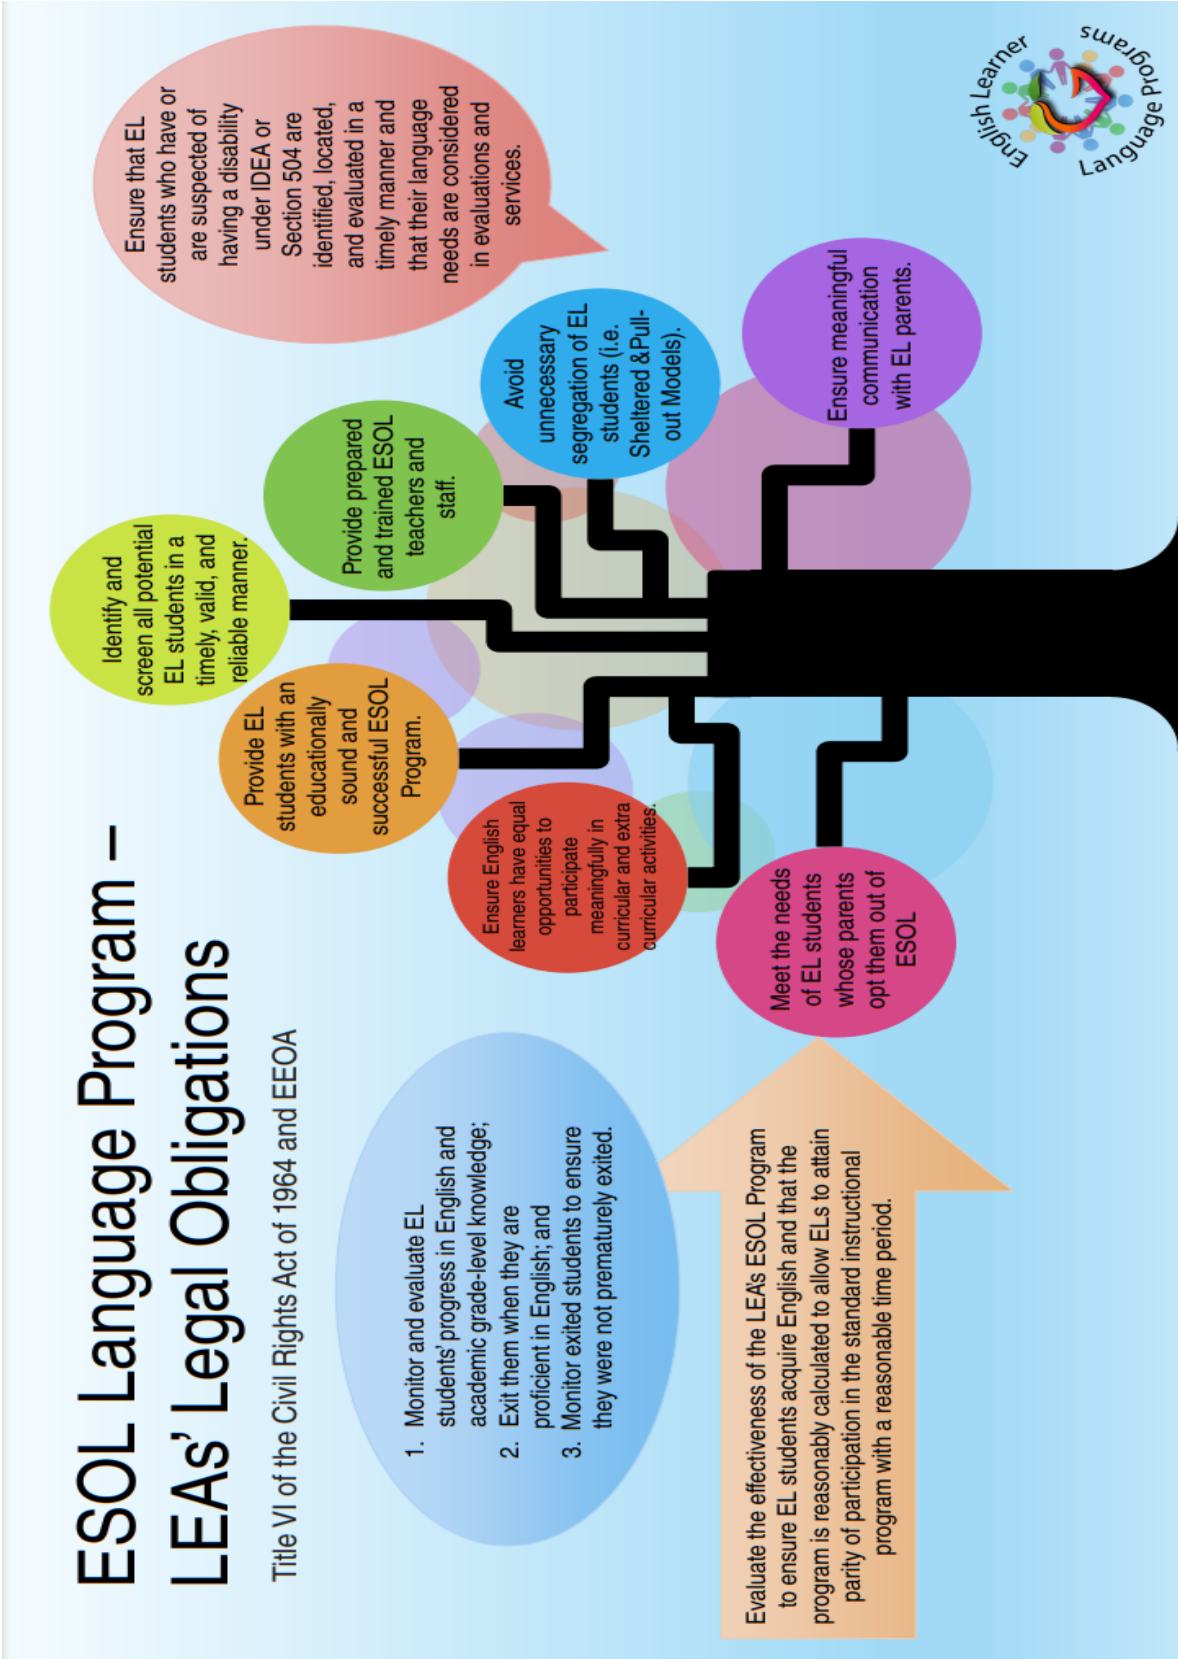 ESOL Language Program –
LEAs’ Legal Obligations
Title VI of the Civil Rights Act of 1964 and EEOA
1. Monitor and evaluate EL
students’ progress in English and
academic grade-level knowledge;
2. Exit them when they are
proficient in English; and
3. Monitor exited students to ensure
they were not prematurely exited.
Evaluate the effectiveness of the LEA’s ESOL Program
to ensure EL students acquire English and that the
program is reasonably calculated to allow ELs to attain
parity of participation in the standard instructional
program with a reasonable time period.
Meet the needs
of EL students
whose parents
opt them out of
ESOL
Ensure English
learners have equal
opportunities to
participate
meaningfully in
curricular and extra
curricular activities.
Provide EL
students with an
educationally
sound and
successful ESOL
Program.
Identify and
screen all potential
EL students in a
timely, valid, and
reliable manner.
Provide prepared
and trained ESOL
teachers and
staff.
Avoid
unnecessary
segregation of EL
students (i.e.
Sheltered &Pull-
out Models).
Ensure meaningful
communication
with EL parents.
Ensure that EL
students who have or
are suspected of
having a disability
under IDEA or
Section 504 are
identified, located,
and evaluated in a
timely manner and
that their language
needs are considered
in evaluations and
services.
English Learner
Language Programs